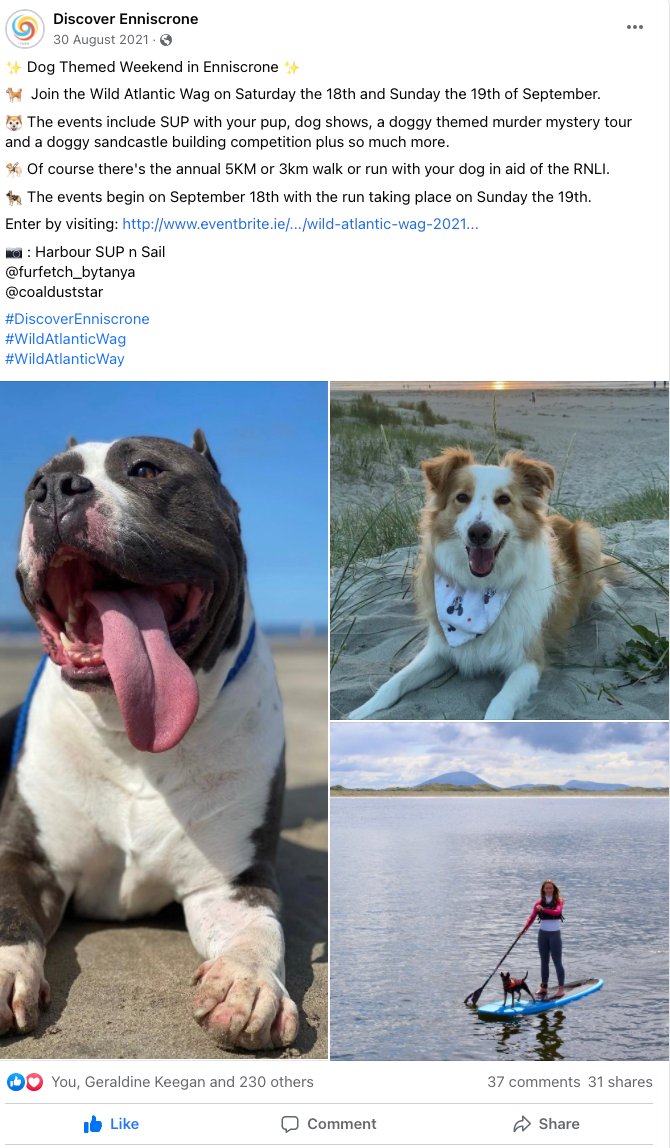 Discover Enniscrone
30 August 2021 ·
✨ Dog Themed Weekend in Enniscrone ✨
🐕 Join the Wild Atlantic Wag on Saturday the 18th and Sunday the 19th of September.
🐶 The events include SUP with your pup, dog shows, a doggy themed murder mystery tour
and a doggy sandcastle building competition plus so much more.
🐩 Of course there's the annual 5KM or 3km walk or run with your dog in aid of the RNLI.
🐕‍🦺 The events begin on September 18th with the run taking place on Sunday the 19th.
Enter by visiting: http://www.eventbrite.ie/.../wild-atlantic-wag-2021...
📷 : Harbour SUP n Sail
@furfetch_bytanya
@coalduststar
#DiscoverEnniscrone
#WildAtlanticWag
#WildAtlanticWay
You, Geraldine Keegan and 230 others 37 comments 31 shares
Like Comment Share